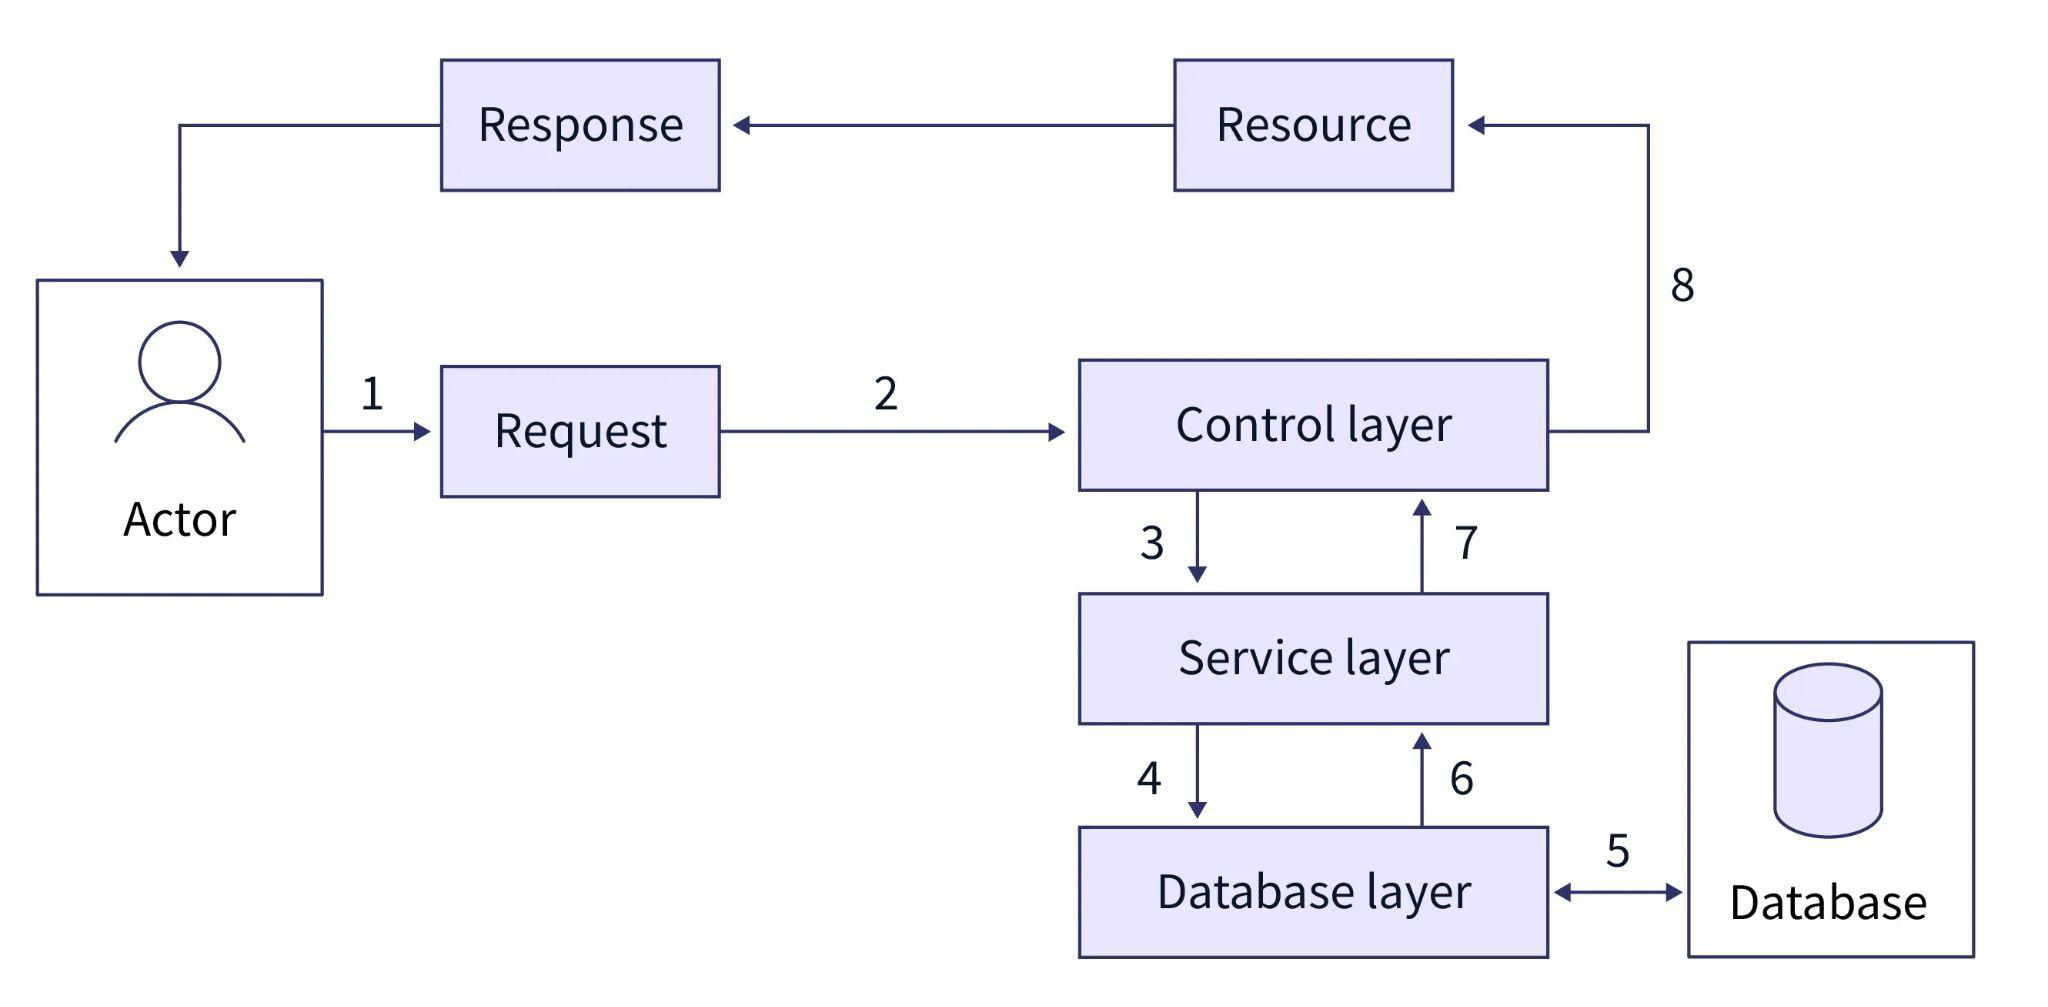 Response
Resource
8
1
2
Request
Control layer
Actor
3
7
Service layer
4
6
5
Database layer
Database